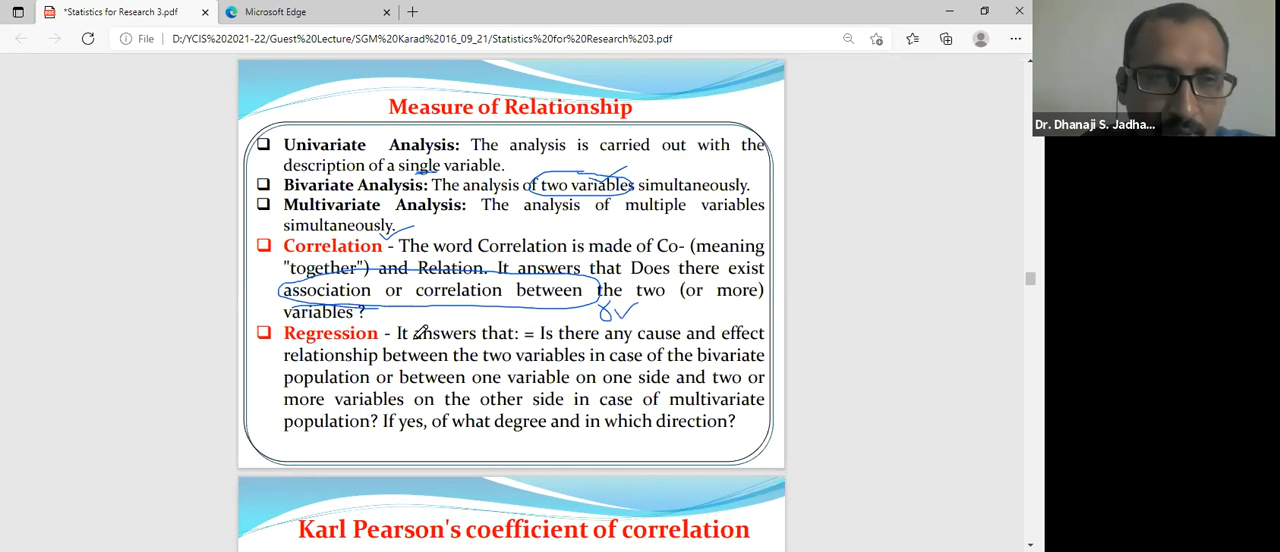 *Statistics for Research 3.pdf
Microsoft Edge
File
D:/YCIS%202021-22/Guest%20Lecture/SGM%20Karad%2016_09_21/Statistics%20for%20Research%203.pdf
Dr. Dhanaji S. Jadha...
Measure of Relationship
Univariate Analysis: The analysis is carried out with the
description of a single variable.
Bivariate Analysis: The analysis of two variables simultaneously.
Multivariate Analysis: The analysis of multiple variables
simultaneously.
Correlation - The word Correlation is made of Co- (meaning
"together") and Relation. It answers that Does there exist
association or correlation between the two (or more)
variables ?
Regression - It answers that: = Is there any cause and effect
relationship between the two variables in case of the bivariate
population or between one variable on one side and two or
more variables on the other side in case of multivariate
population? If yes, of what degree and in which direction?
Karl Pearson's coefficient of correlation